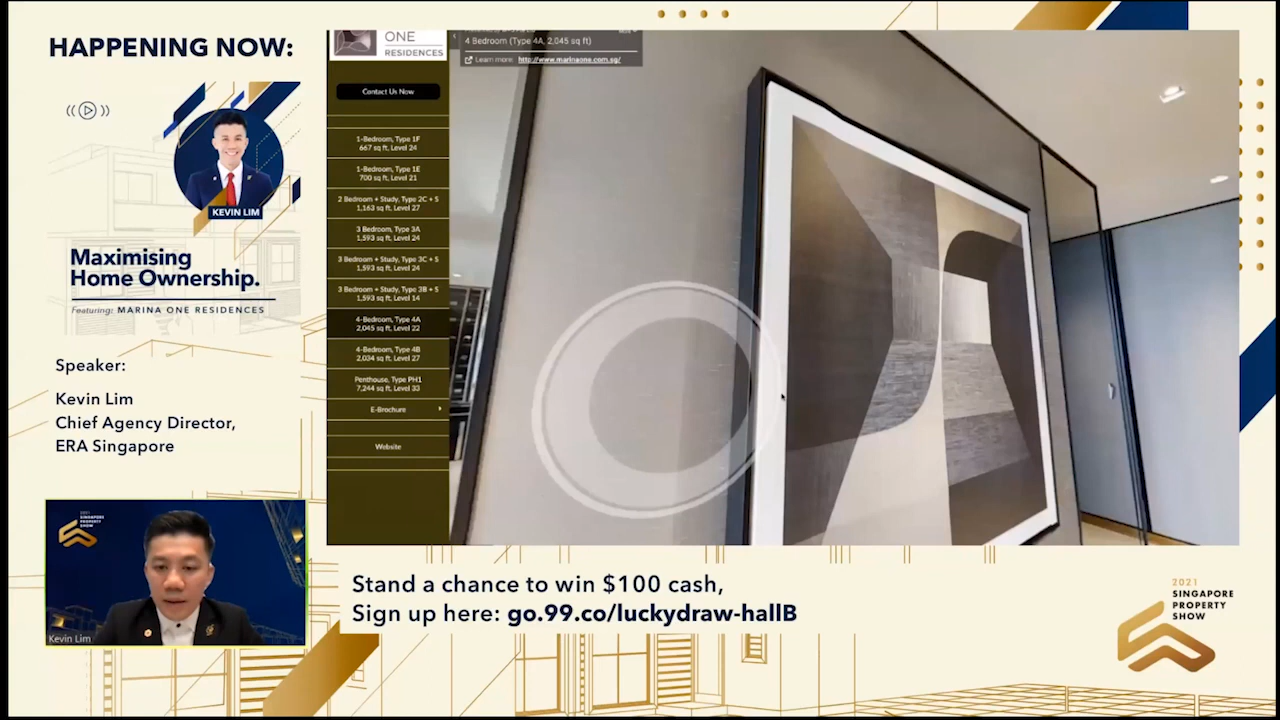 HAPPENING NOW:
KEVIN LIM
Maximising
Home Ownership.
Featuring: MARINA ONE RESIDENCES
Speaker:
Kevin Lim
Chief Agency Director,
ERA Singapore
2021
SINGAPORE
PROPERTY
SHOW
Kevin Lim
ONE
RESIDENCES
Contact Us Now
1-Bedroom, Type 1F
667 sq ft, Level 24
1-Bedroom, Type 1E
700 sq ft, Level 21
2 Bedroom + Study, Type 2C + S
1,163 sq ft, Level 27
3 Bedroom, Type 3A
1,593 sq ft, Level 24
3 Bedroom + Study, Type 3C + S
1,593 sq ft, Level 24
3 Bedroom + Study, Type 3B + S
1,593 sq ft, Level 14
4-Bedroom, Type 4A
2,045 sq ft, Level 22
4-Bedroom, Type 4B
2,034 sq ft, Level 27
Penthouse, Type PH1
7,244 sq ft, Level 33
E-Brochure
Website
4 Bedroom (Type 4A, 2,045 sq ft)
Learn more: http://www.marinaone.com.sg/
Stand a chance to win $100 cash,
Sign up here: go.99.co/luckydraw-hallB
2021
SINGAPORE
PROPERTY
SHOW